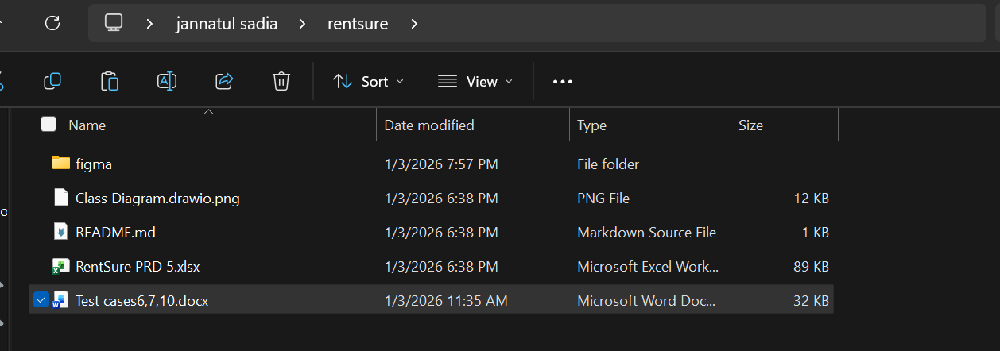 jannatul sadia rentsure
Sort View
Name Date modified Type Size
figma 1/3/2026 7:57 PM File folder
Class Diagram.drawio.png 1/3/2026 6:38 PM PNG File 12 KB
README.md 1/3/2026 6:38 PM Markdown Source File 1 KB
RentSure PRD 5.xlsx 1/3/2026 6:38 PM Microsoft Excel Work... 89 KB
Test cases6,7,10.docx 1/3/2026 11:35 AM Microsoft Word Doc... 32 KB